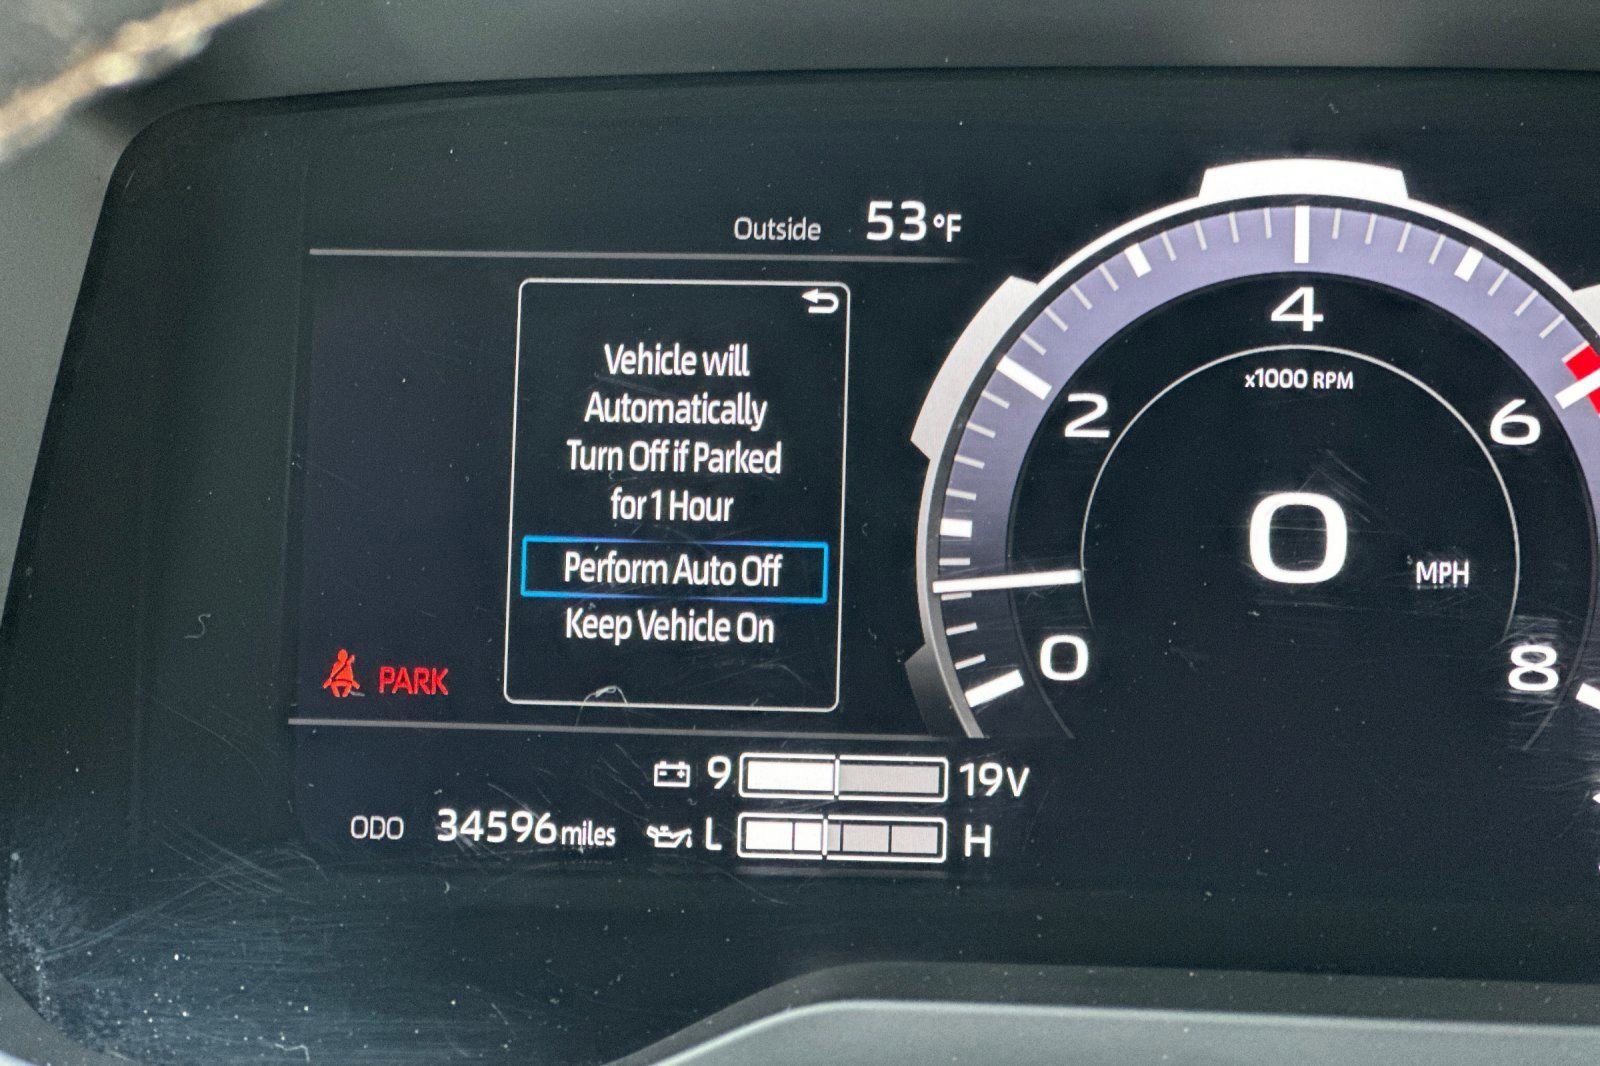 Outside 53°F
Vehicle will
Automatically
Turn Off if Parked
for 1 Hour
Perform Auto Off
Keep Vehicle On
PARK
4
x1000 RPM
2
6
0
MPH
0
8
9 19V
ODO 34596 miles L H